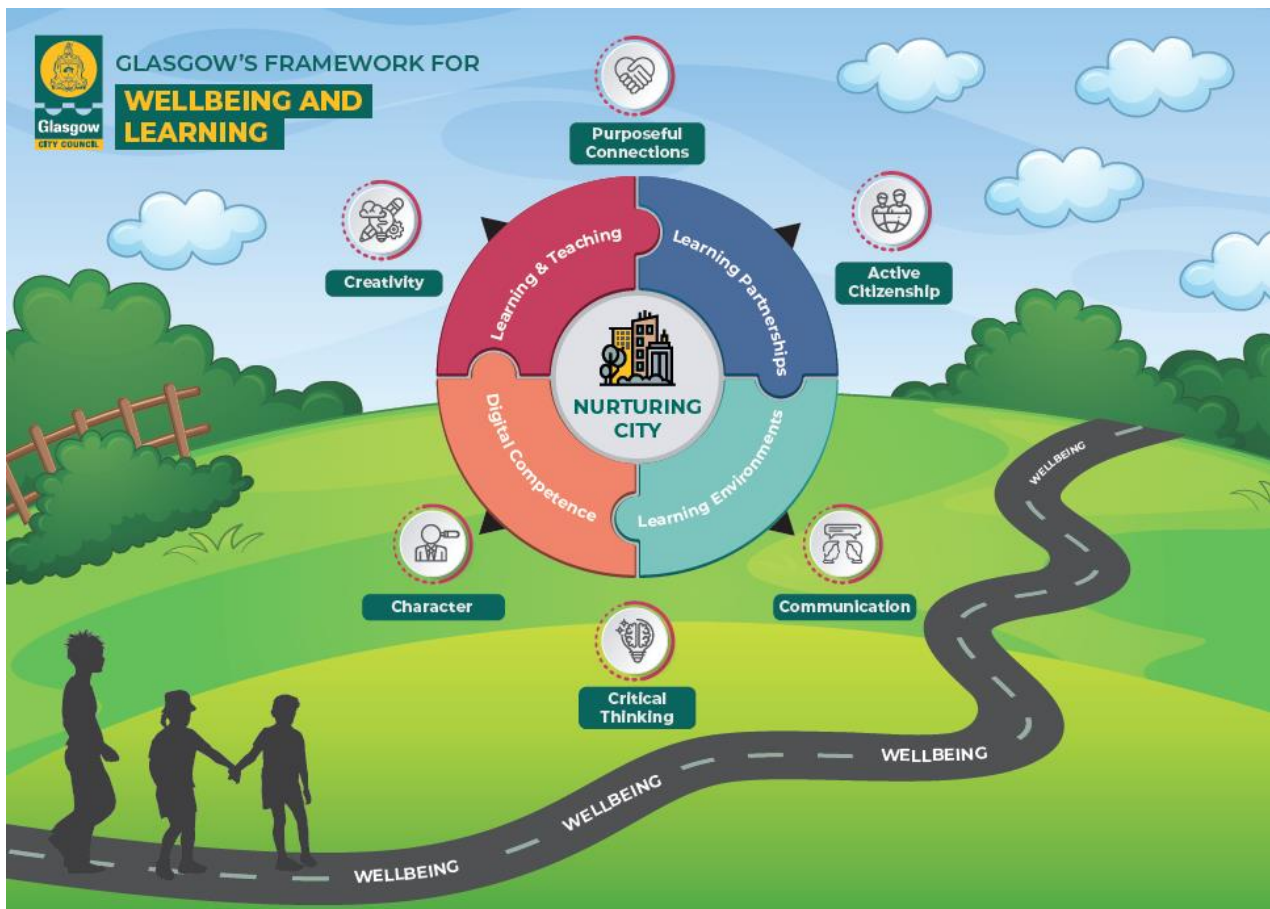 GLASGOW'S FRAMEWORK FOR
WELLBEING AND
LEARNING
Glasgow
CITY COUNCIL
Purposeful
Connections
Creativity
Active
Citizenship
Learning & Teaching
Learning Partnerships
NURTURING
CITY
Digital Competence
Learning Environments
Character
Communication
Critical
Thinking
WELLBEING
WELLBEING
WELLBEING
WELLBEING